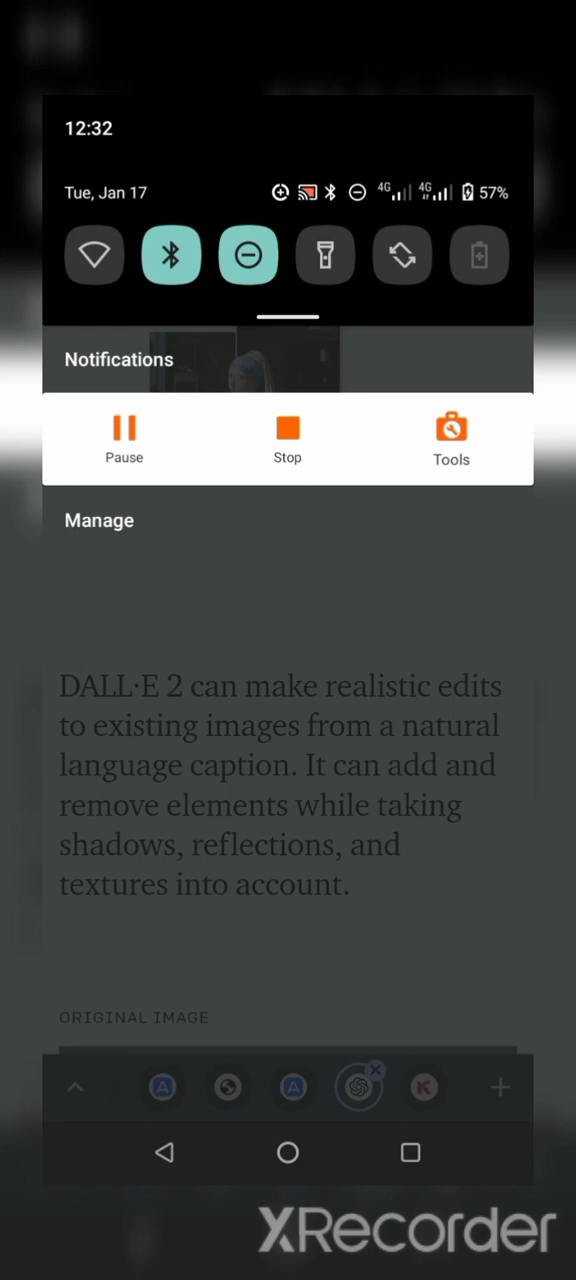 12:32
Tue, Jan 17
4G 4G 57%
Notifications
Pause Stop Tools
Manage
DALL·E 2 can make realistic edits
to existing images from a natural
language caption. It can add and
remove elements while taking
shadows, reflections, and
textures into account.
ORIGINAL IMAGE
XRecorder